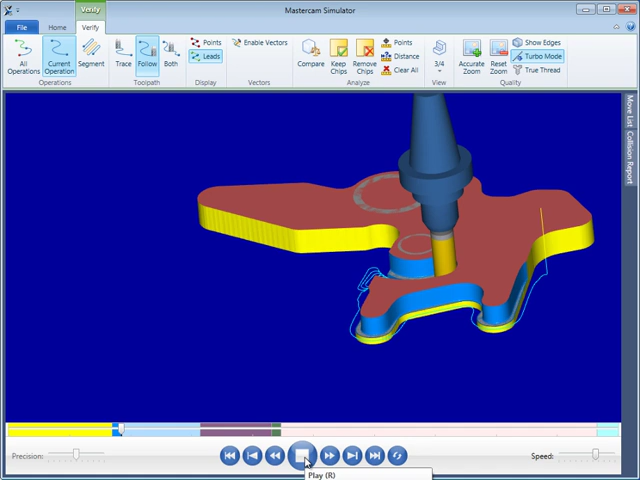 Verify
Mastercam Simulator
File
Home
Verify
All Operations
Current Operation
Segment
Operations
Trace
Follow
Both
Toolpath
Points
Leads
Display
Enable Vectors
Vectors
Compare
Keep Chips
Remove Chips
Points
Distance
Clear All
Analyze
3/4
View
Accurate Zoom
Reset Zoom
Show Edges
Turbo Mode
True Thread
Quality
Move List
Collision Report
Precision:
Speed:
Play (R)